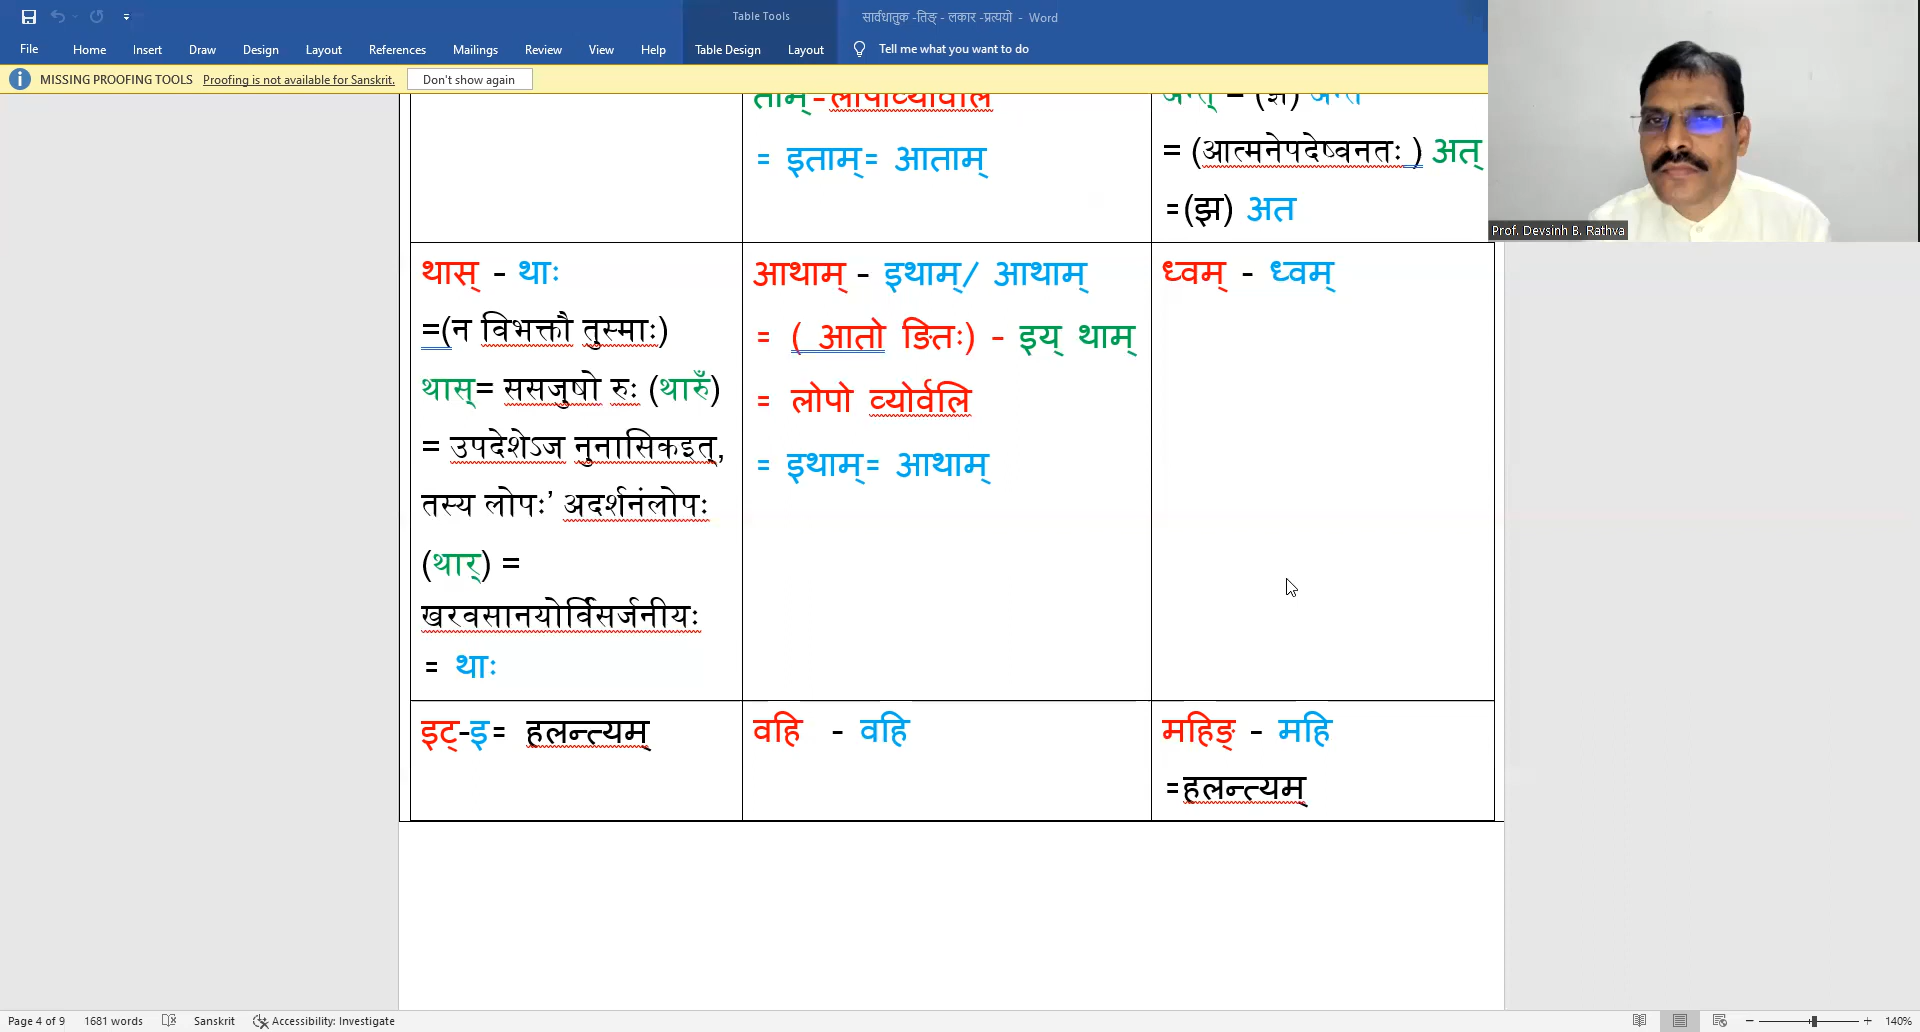 Table Tools
सार्वधातुक -तिङ् - लकार -प्रत्ययो - Word
File Home Insert Draw Design Layout References Mailings Review View Help Table Design Layout Tell me what you want to do
MISSING PROOFING TOOLS Proofing is not available for Sanskrit. Don't show again
ताम्-लोपोव्योर्वलि
= इताम्= आताम्
अन्त् = (झ) अन्त
= (आत्मनेपदेष्वनतः ) अत्
=(झ) अत
Prof. Devsinh B. Rathva
थास् - थाः
=(न विभक्तौ तुस्माः)
थास्= ससजुषो रुः (थारुँ)
= उपदेशेऽज नुनासिकइत्,
तस्य लोपः’ अदर्शनंलोपः
(थार्) =
खरवसानयोर्विसर्जनीयः
= थाः
आथाम् - इथाम्/ आथाम्
= ( आतो ङितः) - इय् थाम्
= लोपो व्योर्वलि
= इथाम्= आथाम्
ध्वम् - ध्वम्
इट्-इ= हलन्त्यम्
वहि - वहि
महिङ् - महि
=हलन्त्यम्
Page 4 of 9 1681 words Sanskrit Accessibility: Investigate 140%